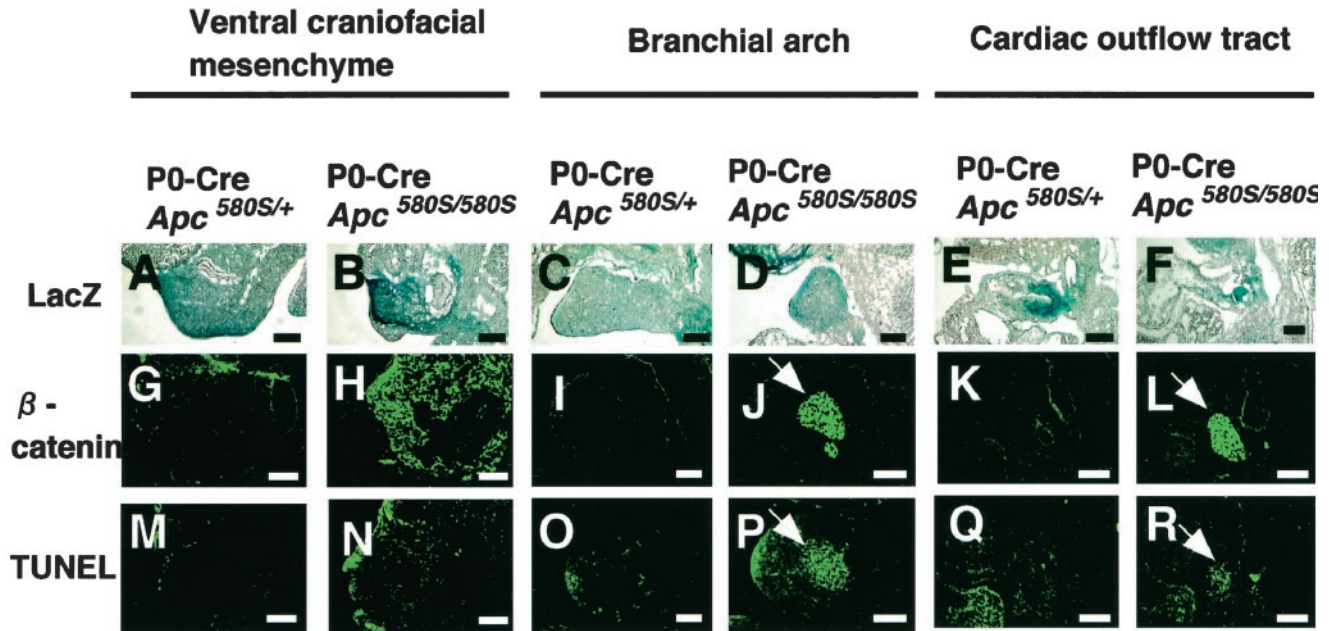 Ventral craniofacial
mesenchyme
Branchial arch
Cardiac outflow tract
P0-Cre
Apc 580S/+
P0-Cre
Apc 580S/580S
P0-Cre
Apc 580S/+
P0-Cre
Apc 580S/580S
P0-Cre
Apc 580S/+
P0-Cre
Apc 580S/580S
LacZ
A B C D E F
β -
catenin
G H I J K L
TUNEL
M N O P Q R